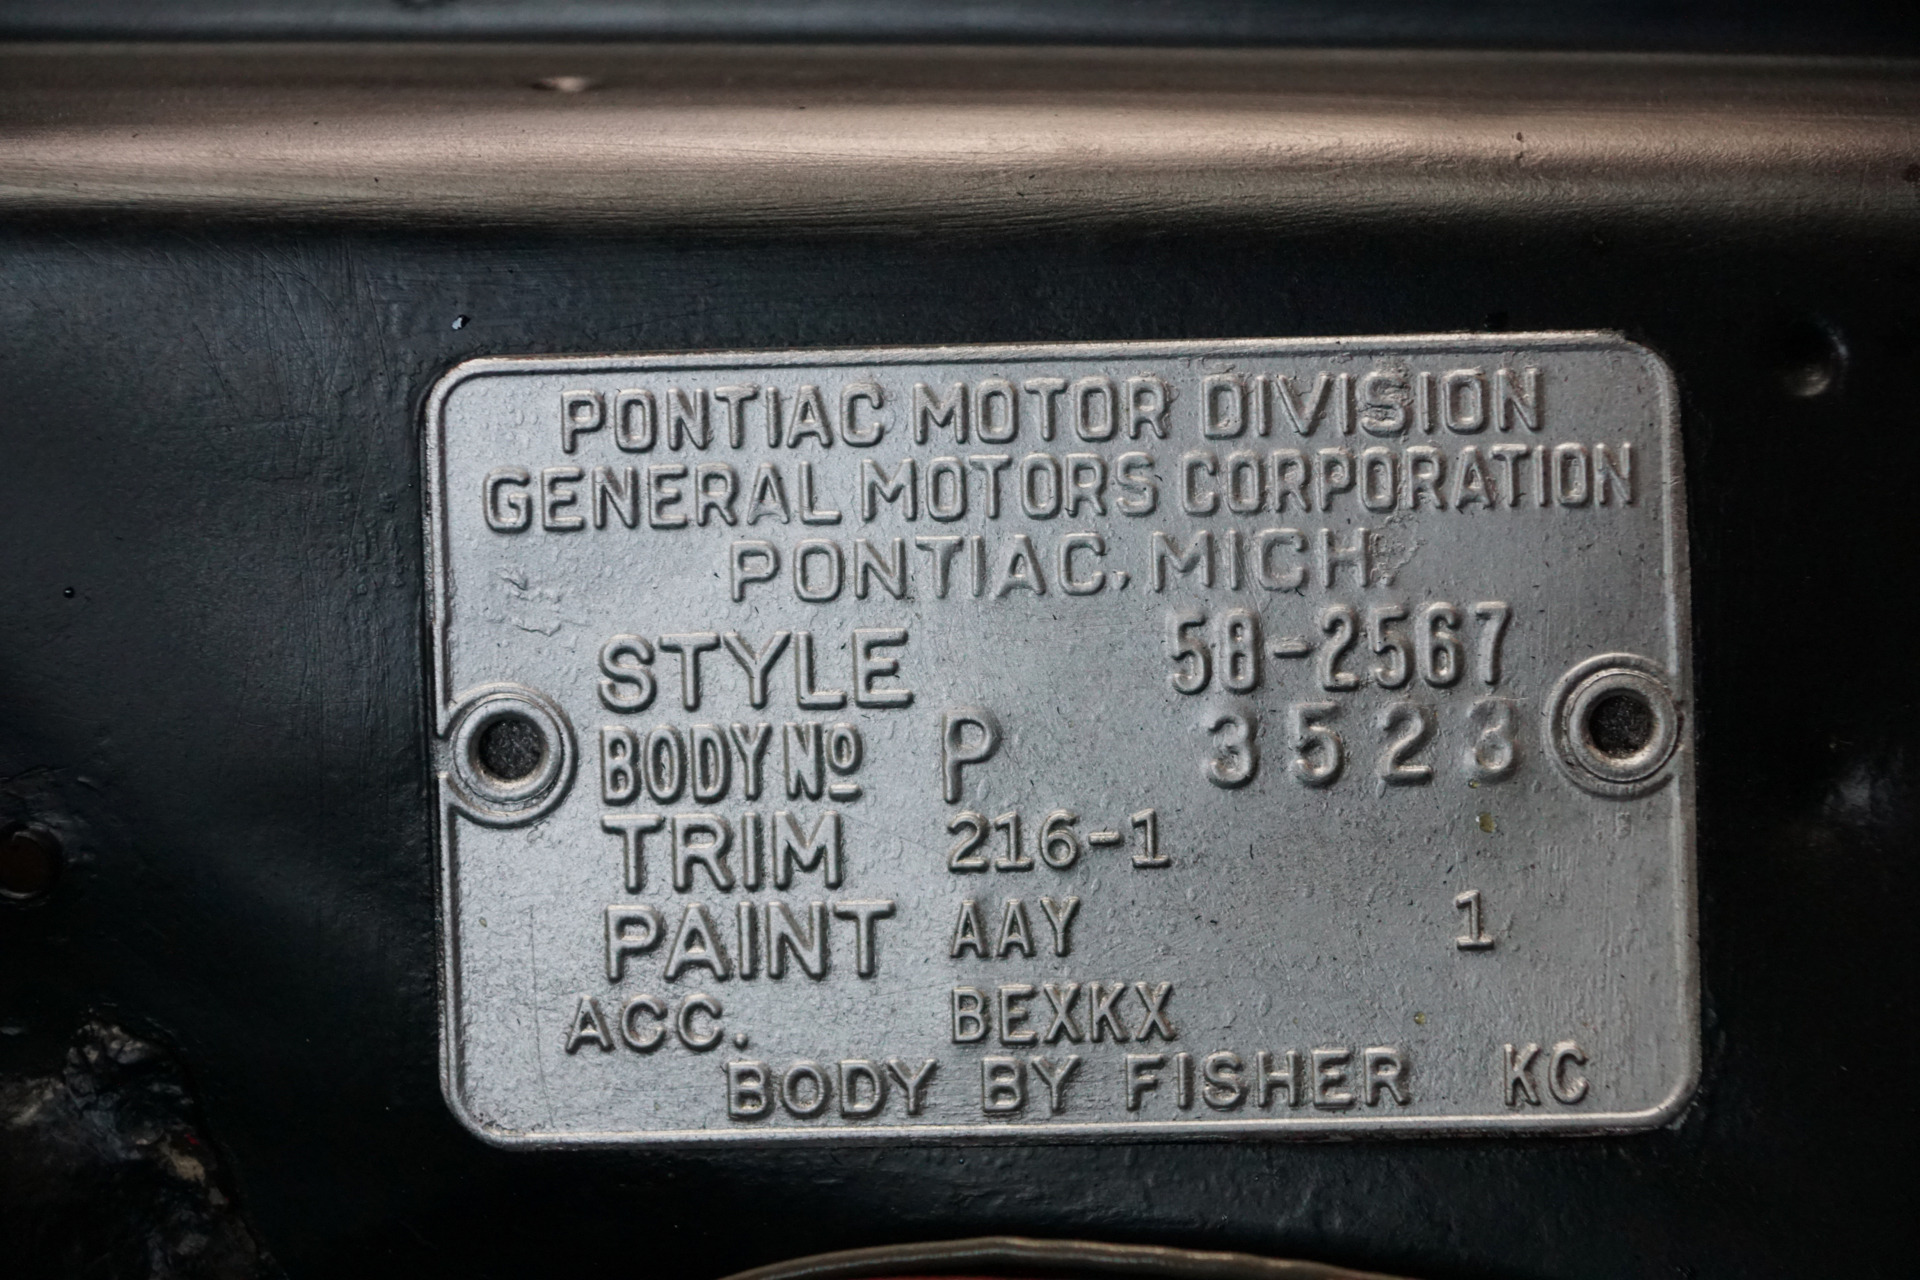 PONTIAC MOTOR DIVISION
GENERAL MOTORS CORPORATION
PONTIAC, MICH.
STYLE 58-2567
BODY Nº P 3523
TRIM 216-1
PAINT AAY 1
ACC. BEXKX
BODY BY FISHER KC